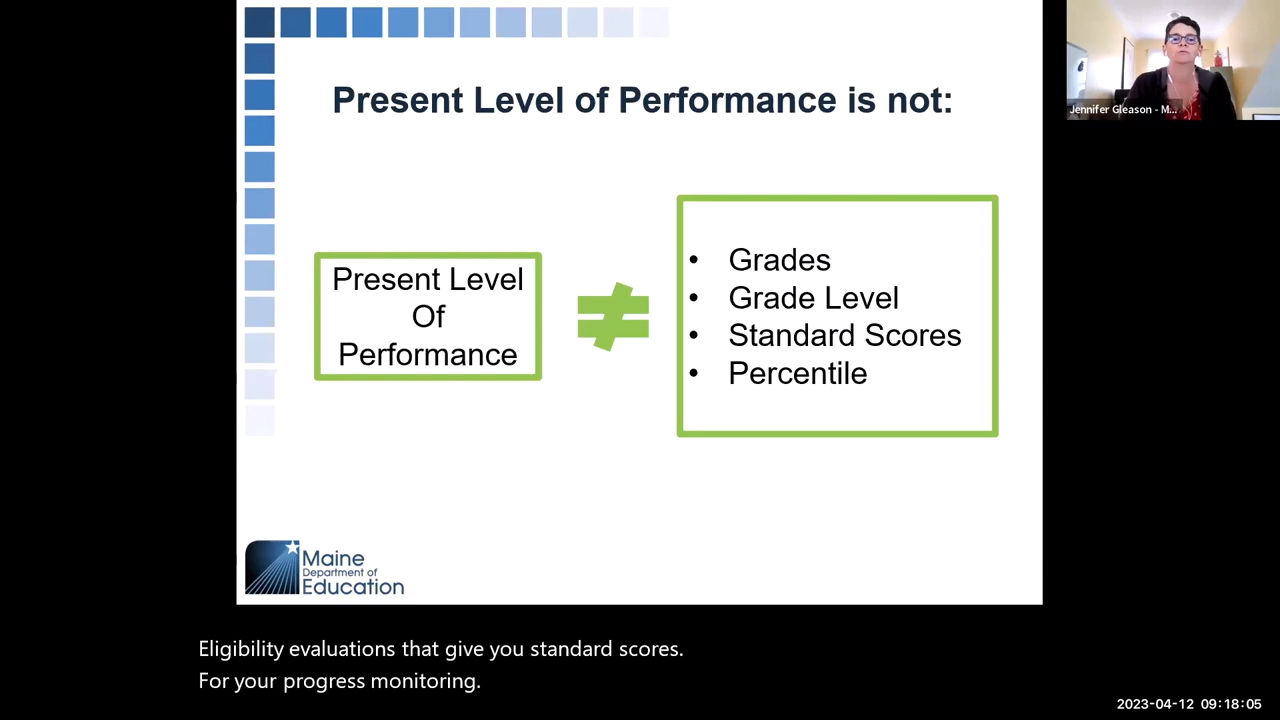 Present Level of Performance is not:
Present Level
Of
Performance
• Grades
• Grade Level
• Standard Scores
• Percentile
Maine
Department of
Education
Jennifer Gleason - M...
Eligibility evaluations that give you standard scores.
For your progress monitoring.
2023-04-12 09:18:05